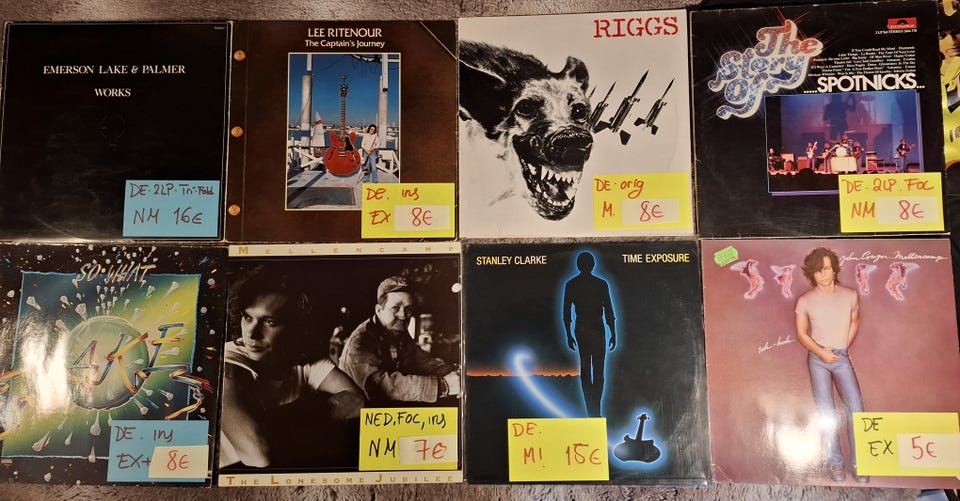 EMERSON LAKE & PALMER
WORKS
DE. 2LP. Tri-Fold
NM 16€
LEE RITENOUR
The Captain's Journey
DE. ins
EX 8€
RIGGS
DE. orig
M. 8€
The
Story
Of
.....SPOTNICKS...
DE. 2LP. FOC
NM 8€
SO WHAT
DE. ins
EX+ 8€
MELLENCAMP
NED, FOC, ins
NM 7€
THE LONESOME JUBILEE
STANLEY CLARKE
TIME EXPOSURE
DE.
M! 15€
John Cougar Mellencamp
uh-huh
DE
EX 5€